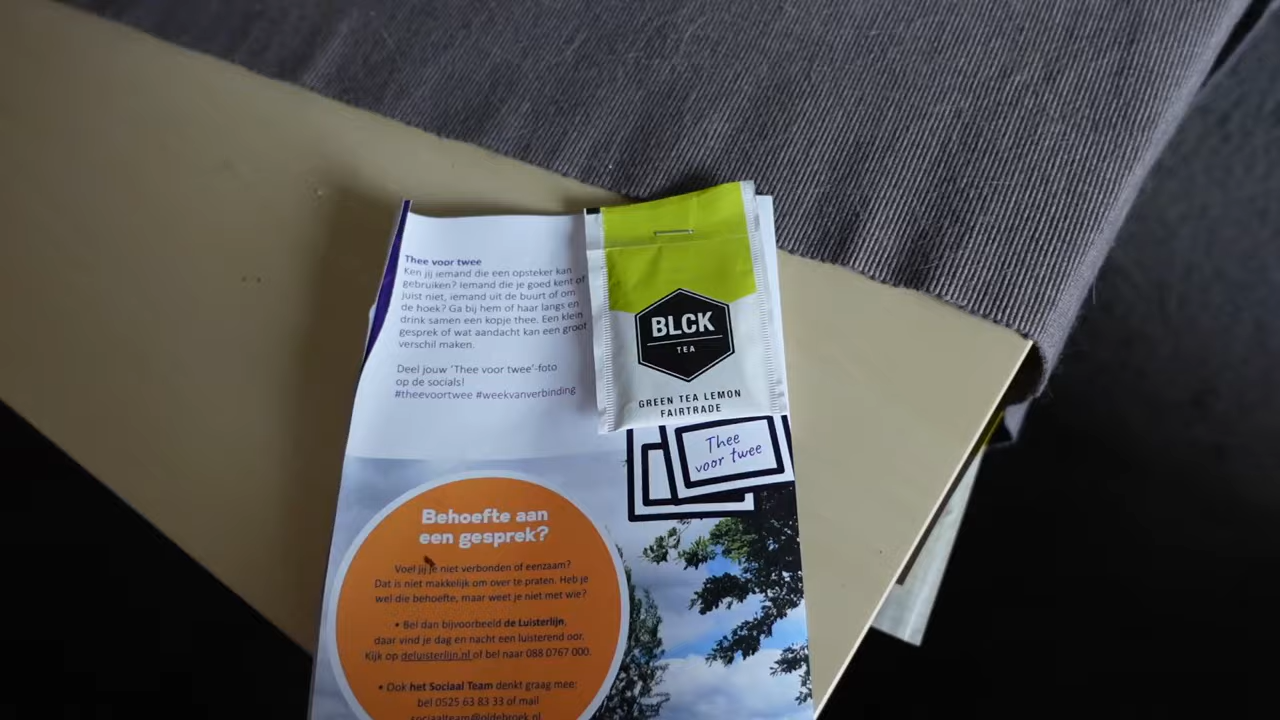 Thee voor twee
Ken jij iemand die een opsteker kan
gebruiken? Iemand die je goed kent of
juist niet, iemand uit de buurt of om
de hoek? Ga bij hem of haar langs en
drink samen een kopje thee. Een klein
gesprek of wat aandacht kan een groot
verschil maken.
Deel jouw 'Thee voor twee'-foto
op de socials!
#theevoortwee #weekvanverbinding
BLCK
TEA
GREEN TEA LEMON
FAIRTRADE
Thee
voor twee
Behoefte aan
een gesprek?
Voel jij je niet verbonden of eenzaam?
Dat is niet makkelijk om over te praten. Heb je
wel die behoefte, maar weet je niet met wie?
• Bel dan bijvoorbeeld de Luisterlijn,
daar vind je dag en nacht een luisterend oor.
Kijk op deluisterlijn.nl of bel naar 088 0767 000.
• Ook het Sociaal Team denkt graag mee:
bel 0525 63 83 33 of mail
sociaalteam@oldebroek.nl